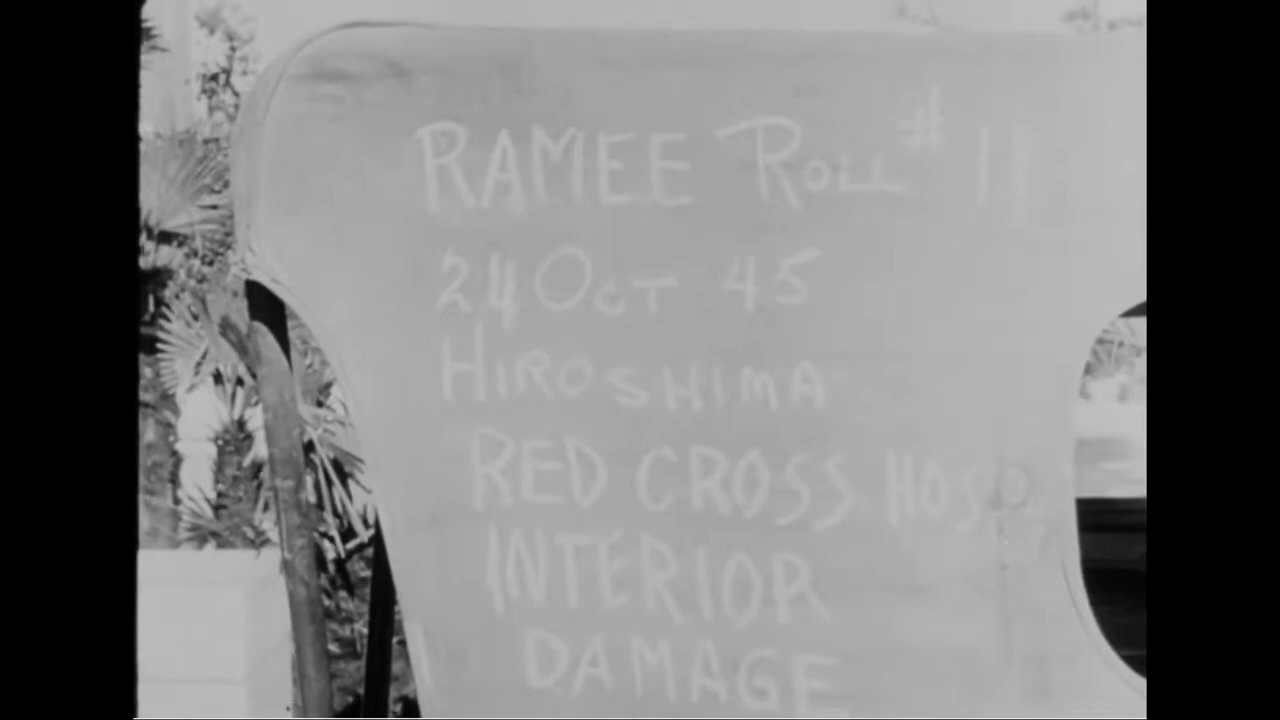 RAMEE ROLL # 11
24 OCT 45
HIROSHIMA
RED CROSS HOSP.
INTERIOR
DAMAGE